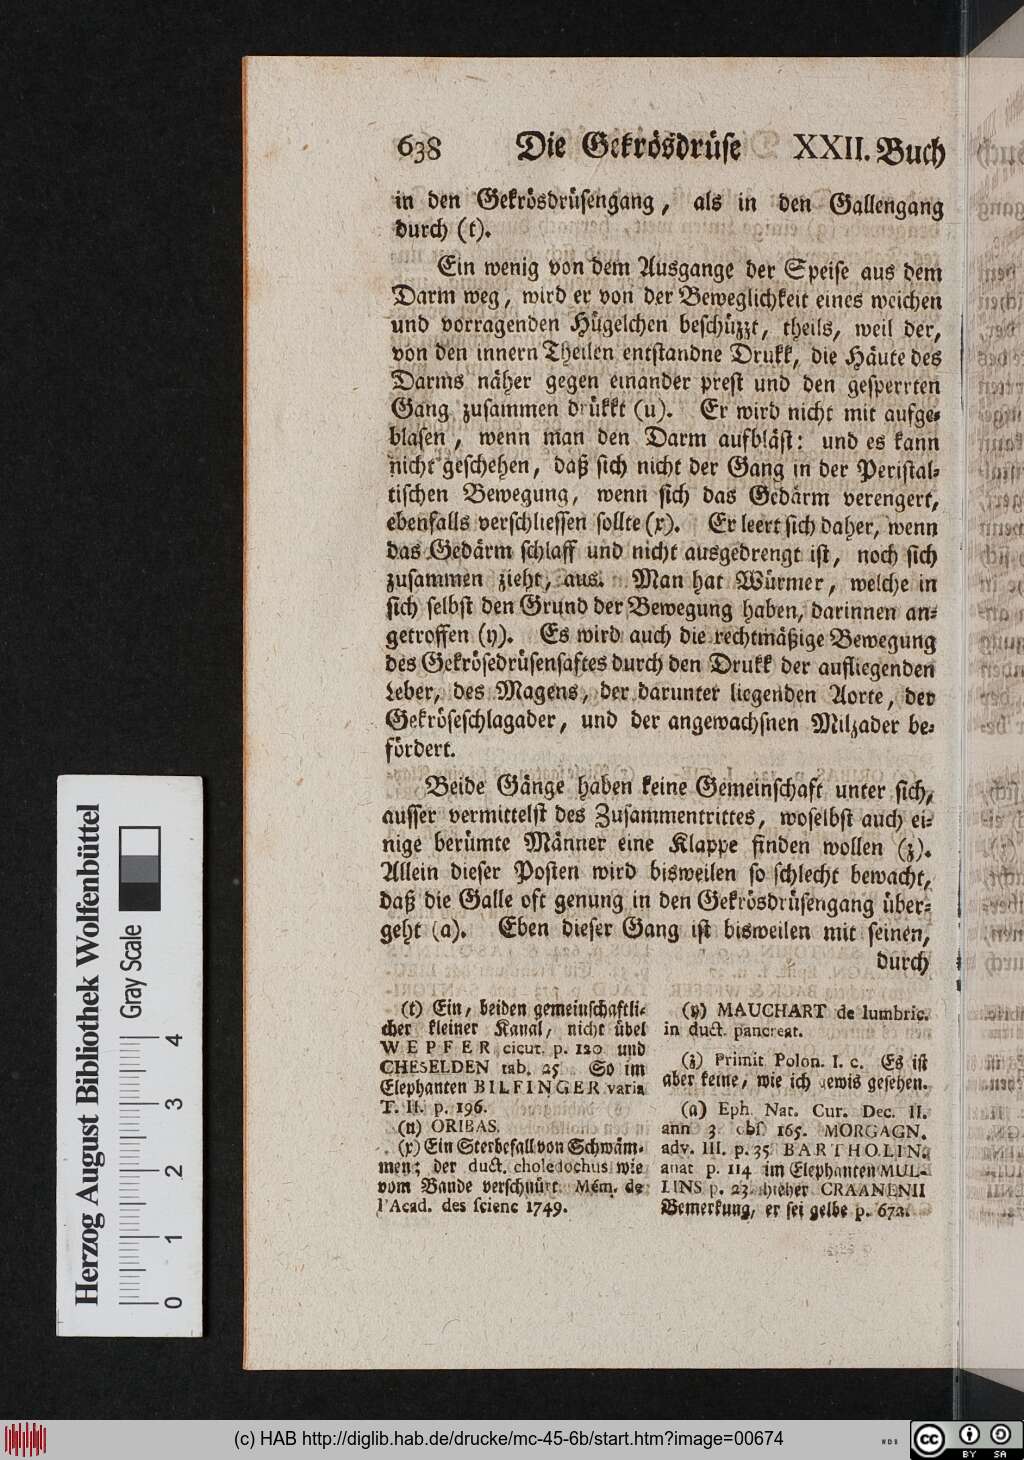 638 Die Gekrösdrüse XXII. Buch
in den Gekrösdrüsengang, als in den Gallengang
durch (t).
Ein wenig von dem Ausgange der Speise aus dem
Darm weg, wird er von der Beweglichkeit eines weichen
und vorragenden Hügelchen beschüzzt, theils, weil der,
von den innern Theilen entstandne Drukk, die Häute des
Darms näher gegen einander prest und den gesperrten
Gang zusammen drükkt (u). Er wird nicht mit aufge-
blasen, wenn man den Darm aufbläst: und es kann
nicht geschehen, daß sich nicht der Gang in der Peristal-
tischen Bewegung, wenn sich das Gedärm verengert,
ebenfalls verschliessen sollte (x). Er leert sich daher, wenn
das Gedärm schlaff und nicht ausgedrengt ist, noch sich
zusammen zieht, aus. Man hat Würmer, welche in
sich selbst den Grund der Bewegung haben, darinnen an-
getroffen (y). Es wird auch die rechtmäßige Bewegung
des Gekrösedrüsensaftes durch den Drukk der aufliegenden
Leber, des Magens, der darunter liegenden Aorte, der
Gekröseschlagader, und der angewachsnen Milzader be-
fördert.
Beide Gänge haben keine Gemeinschaft unter sich,
ausser vermittelst des Zusammentrittes, woselbst auch ei-
nige berümte Männer eine Klappe finden wollen (z).
Allein dieser Posten wird bisweilen so schlecht bewacht,
daß die Galle oft genung in den Gekrösdrüsengang über-
geht (a). Eben dieser Gang ist bisweilen mit seinen,
durch
(t) Ein, beiden gemeinschaftli-
cher kleiner Kanal, nicht übel
WEPFER cicut. p. 120. und
CHESELDEN tab. 25 So im
Elephanten BILFINGER varia
T. II. p. 196.
(u) ORIBAS.
(x) Ein Sterbefall von Schwäm-
men; der duct. choledochus wie
vom Bande verschnürt. Mém. de
l'Acad. des scienc 1749.
(y) MAUCHART de lumbric.
in duct. pancreat.
(z) Primit Polon. I. c. Es ist
aber keine, wie ich gewis gesehen.
(a) Eph. Nat. Cur. Dec. II.
ann 3 obs 165. MORGAGN.
adv. III. p. 35 BARTHOLIN.
anat p. 114 im Elephanten MUL-
LINS p. 23. hieher CRAANENII
Bemerkung, er sei gelbe p. 672.
Herzog August Bibliothek Wolfenbüttel
Gray Scale
0 1 2 3 4
(c) HAB http://diglib.hab.de/drucke/mc-45-6b/start.htm?image=00674
WDB
cc BY SA